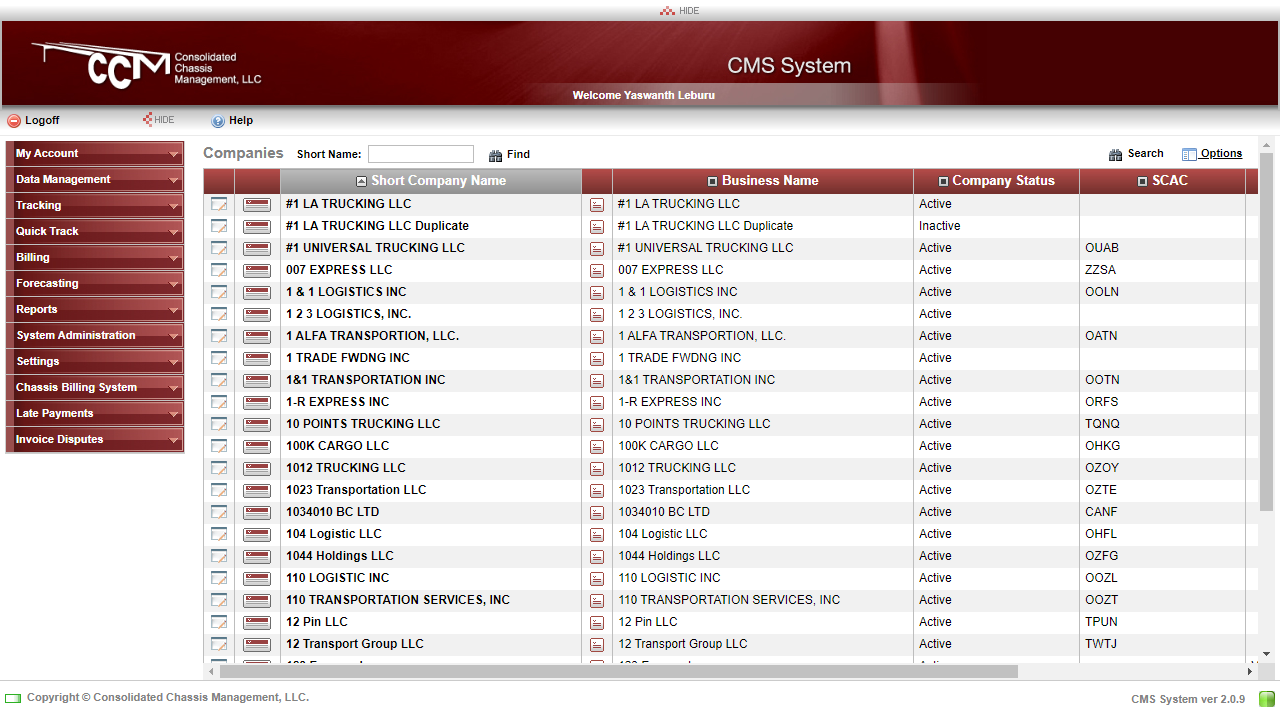 HIDE
CCM Consolidated Chassis Management, LLC
CMS System
Welcome Yaswanth Leburu
Logoff HIDE Help
My Account
Data Management
Tracking
Quick Track
Billing
Forecasting
Reports
System Administration
Settings
Chassis Billing System
Late Payments
Invoice Disputes
Companies Short Name: Find Search Options
Short Company Name Business Name Company Status SCAC
#1 LA TRUCKING LLC #1 LA TRUCKING LLC Active
#1 LA TRUCKING LLC Duplicate #1 LA TRUCKING LLC Duplicate Inactive
#1 UNIVERSAL TRUCKING LLC #1 UNIVERSAL TRUCKING LLC Active OUAB
007 EXPRESS LLC 007 EXPRESS LLC Active ZZSA
1 & 1 LOGISTICS INC 1 & 1 LOGISTICS INC Active OOLN
1 2 3 LOGISTICS, INC. 1 2 3 LOGISTICS, INC. Active
1 ALFA TRANSPORTION, LLC. 1 ALFA TRANSPORTION, LLC. Active OATN
1 TRADE FWDNG INC 1 TRADE FWDNG INC Active
1&1 TRANSPORTATION INC 1&1 TRANSPORTATION INC Active OOTN
1-R EXPRESS INC 1-R EXPRESS INC Active ORFS
10 POINTS TRUCKING LLC 10 POINTS TRUCKING LLC Active TQNQ
100K CARGO LLC 100K CARGO LLC Active OHKG
1012 TRUCKING LLC 1012 TRUCKING LLC Active OZOY
1023 Transportation LLC 1023 Transportation LLC Active OZTE
1034010 BC LTD 1034010 BC LTD Active CANF
104 Logistic LLC 104 Logistic LLC Active OHFL
1044 Holdings LLC 1044 Holdings LLC Active OZFG
110 LOGISTIC INC 110 LOGISTIC INC Active OOZL
110 TRANSPORTATION SERVICES, INC 110 TRANSPORTATION SERVICES, INC Active OOZT
12 Pin LLC 12 Pin LLC Active TPUN
12 Transport Group LLC 12 Transport Group LLC Active TWTJ
Copyright © Consolidated Chassis Management, LLC. CMS System ver 2.0.9